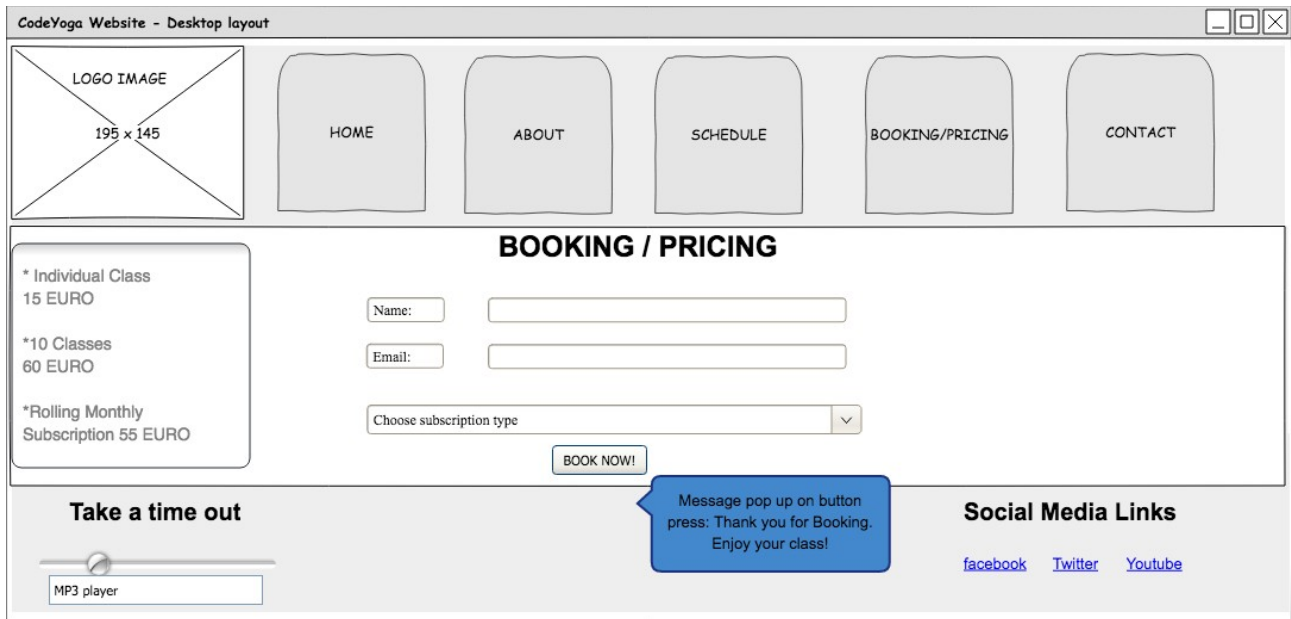 CodeYoga Website - Desktop layout
LOGO IMAGE
195 x 145
HOME
ABOUT
SCHEDULE
BOOKING/PRICING
CONTACT
BOOKING / PRICING
* Individual Class
15 EURO
*10 Classes
60 EURO
*Rolling Monthly
Subscription 55 EURO
Name:
Email:
Choose subscription type
BOOK NOW!
Message pop up on button
press: Thank you for Booking.
Enjoy your class!
Take a time out
MP3 player
Social Media Links
facebook
Twitter
Youtube